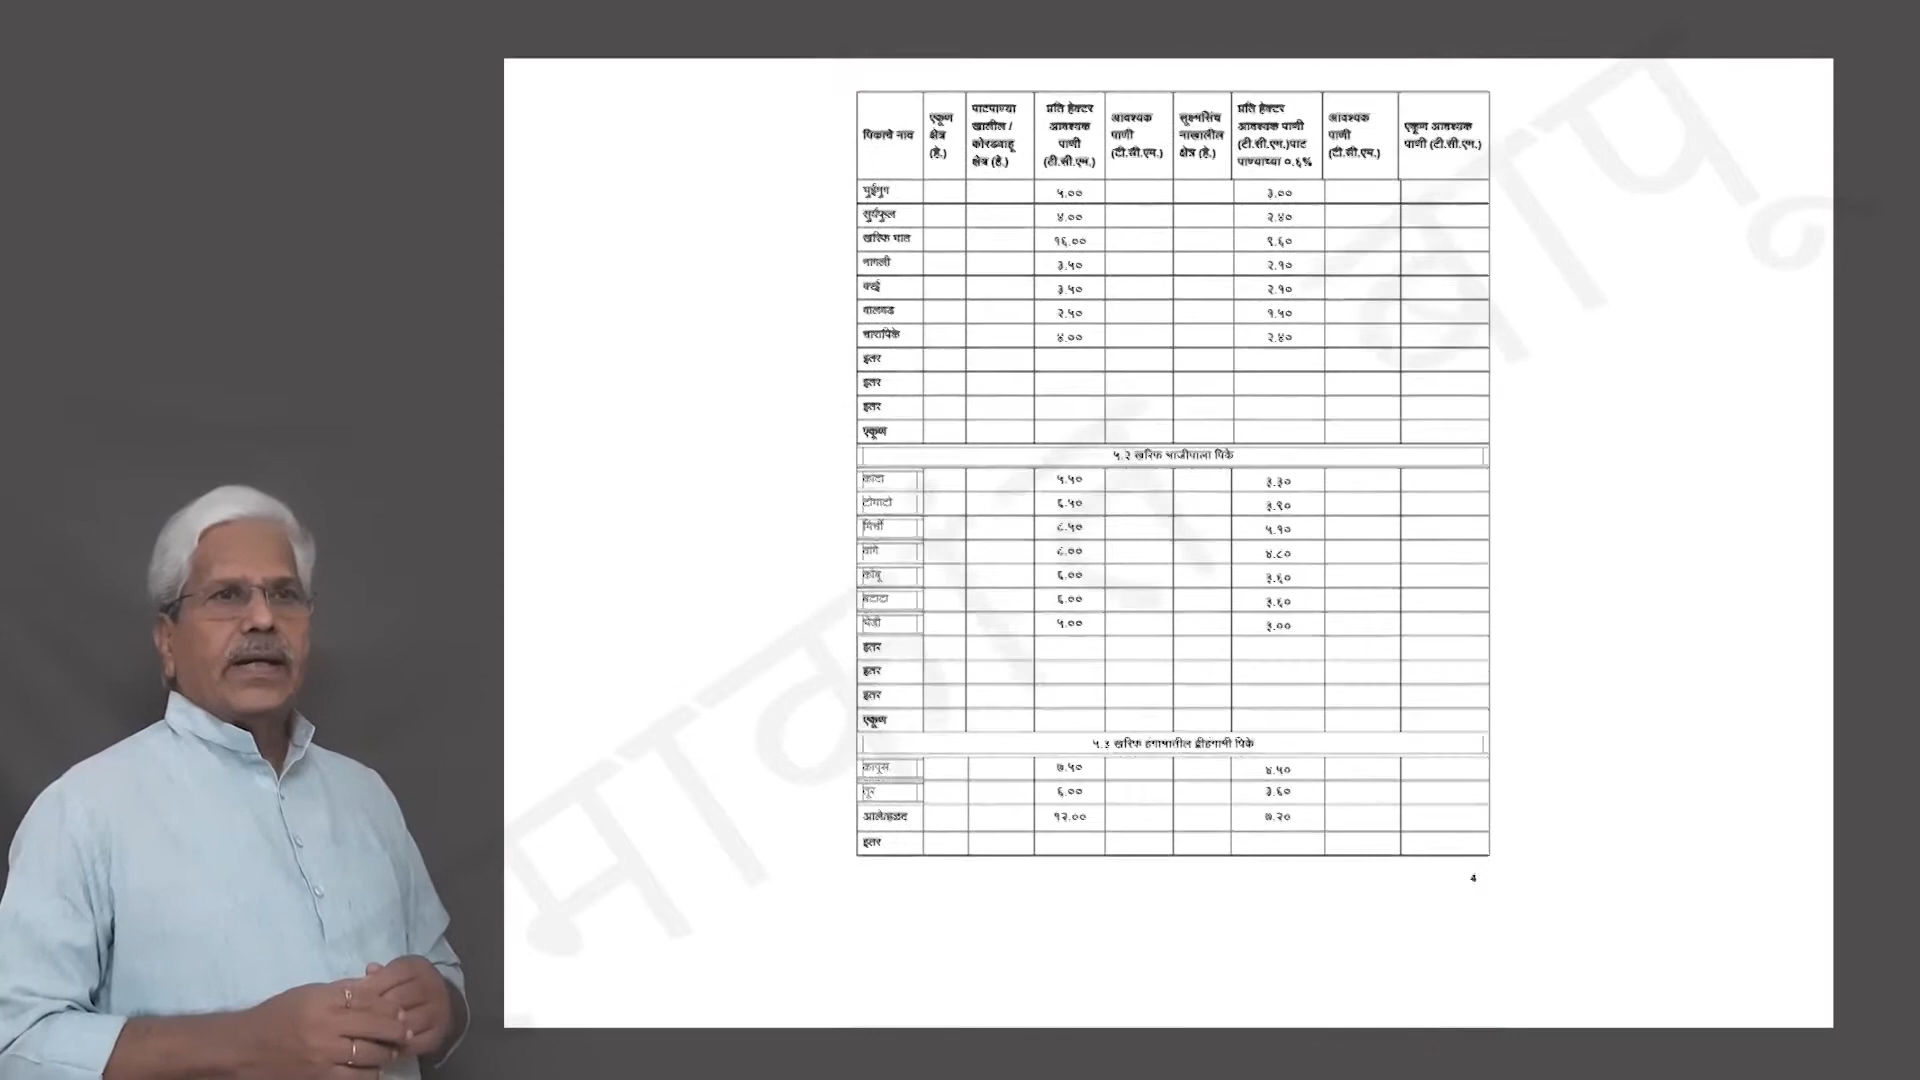 पिकाचे नाव एकूण क्षेत्र (हे.) पाटपाण्या खालील / कोरडवाहू क्षेत्र (हे.) प्रति हेक्टर आवश्यक पाणी (टी.सी.एम.) आवश्यक पाणी (टी.सी.एम.) सूक्ष्मसिंच नाखालील क्षेत्र (हे.) प्रति हेक्टर आवश्यक पाणी (टी.सी.एम.)पाट पाण्याच्या ०.६% आवश्यक पाणी (टी.सी.एम.) एकूण आवश्यक पाणी (टी.सी.एम.)
भुईमुग ५.०० ३.००
सुर्यफुल ४.०० २.४०
खरिफ भात १६.०० ९.६०
नागली ३.५० २.१०
वरई ३.५० २.१०
वालवड २.५० १.५०
चारापिके ४.०० २.४०
इतर
इतर
इतर
एकूण
५.२ खरिफ भाजीपाला पिके
कांदा ५.५० ३.३०
टोमाटो ६.५० ३.९०
मिर्ची ८.५० ५.१०
वांगे ८.०० ४.८०
कोबू ६.०० ३.६०
बटाटा ६.०० ३.६०
भेंडी ५.०० ३.००
इतर
इतर
इतर
एकूण
५.३ खरिफ हंगामातील द्वीहंगामी पिके
कापूस ७.५० ४.५०
तूर ६.०० ३.६०
आले/हळद १२.०० ७.२०
इतर
4